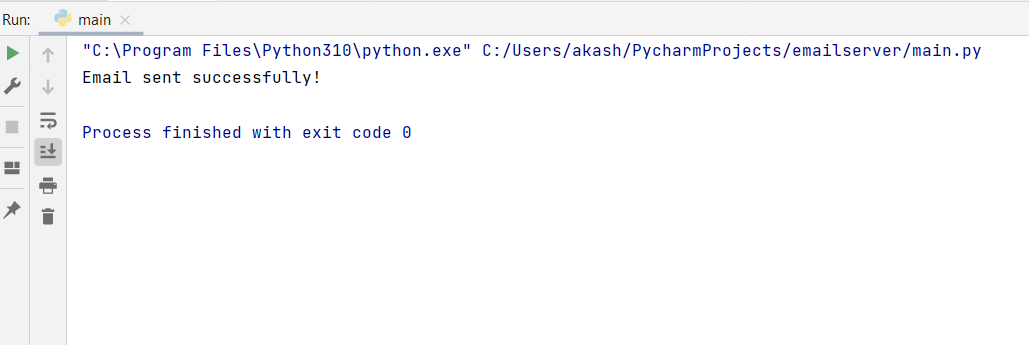 Run:
main
"C:\Program Files\Python310\python.exe" C:/Users/akash/PycharmProjects/emailserver/main.py
Email sent successfully!
Process finished with exit code 0